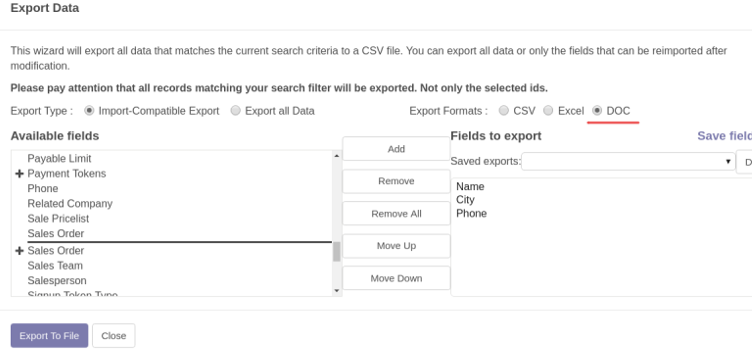 Export Data
This wizard will export all data that matches the current search criteria to a CSV file. You can export all data or only the fields that can be reimported after
modification.
Please pay attention that all records matching your search filter will be exported. Not only the selected ids.
Export Type : Import-Compatible Export Export all Data Export Formats : CSV Excel DOC
Available fields
Payable Limit
Payment Tokens
Phone
Related Company
Sale Pricelist
Sales Order
Sales Order
Sales Team
Salesperson
Signup Token Type
Add
Remove
Remove All
Move Up
Move Down
Fields to export Save field
Saved exports: D
Name
City
Phone
Export To File Close